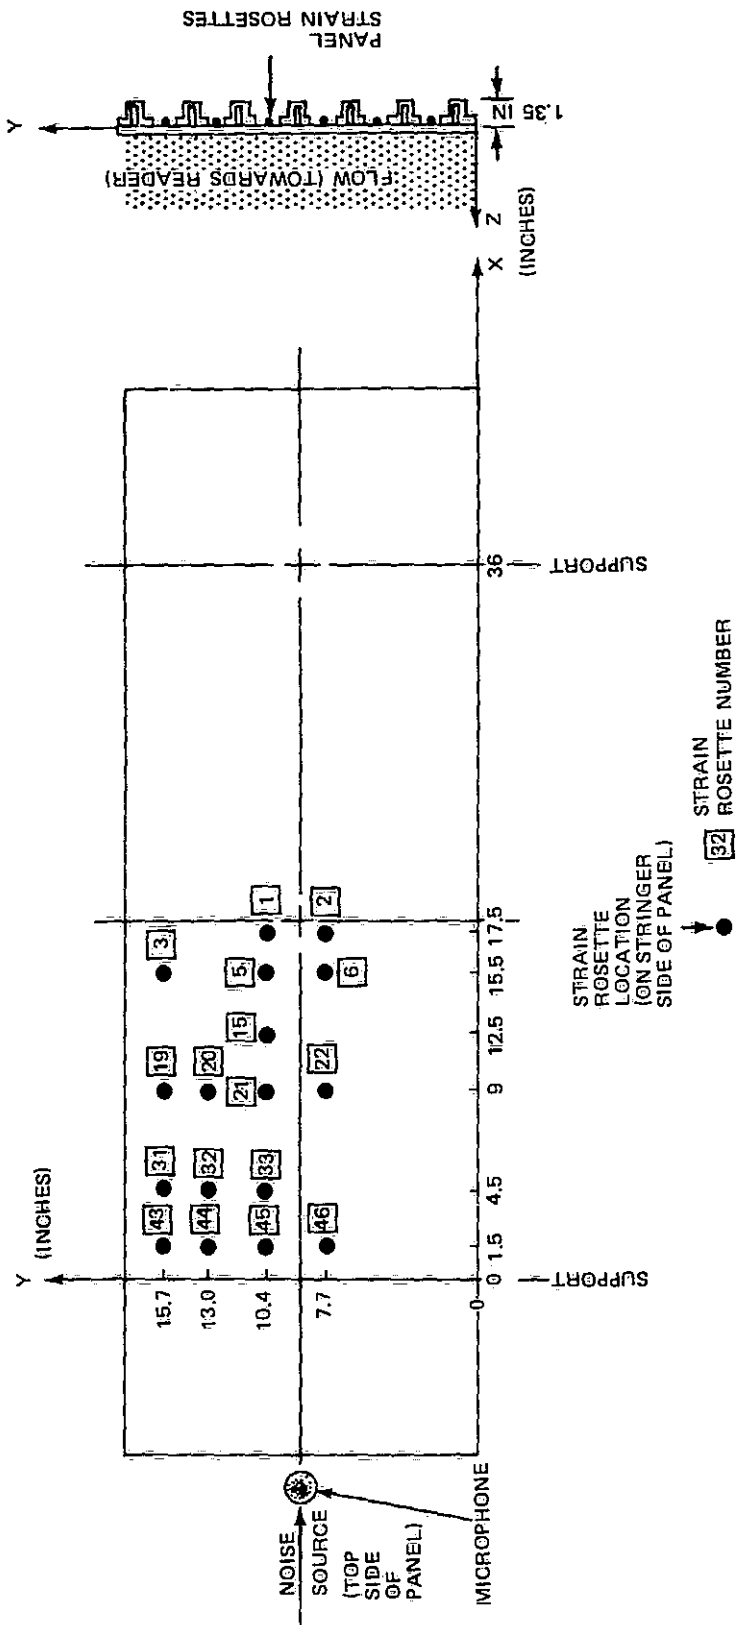 Y
(INCHES)
15.7
13.0
10.4
7.7
0
0
1.5
4.5
9
12.5
15.5
17.5
36
X
(INCHES)
SUPPORT
SUPPORT
43
44
45
46
31
32
33
19
20
21
22
15
3
5
6
1
2
NOISE
SOURCE
(TOP
SIDE
OF
PANEL)
MICROPHONE
STRAIN
ROSETTE
LOCATION
(ON STRINGER
SIDE OF PANEL)
32
STRAIN
ROSETTE NUMBER
Y
Z
FLOW (TOWARDS READER)
PANEL
STRAIN ROSETTES
1.35 IN